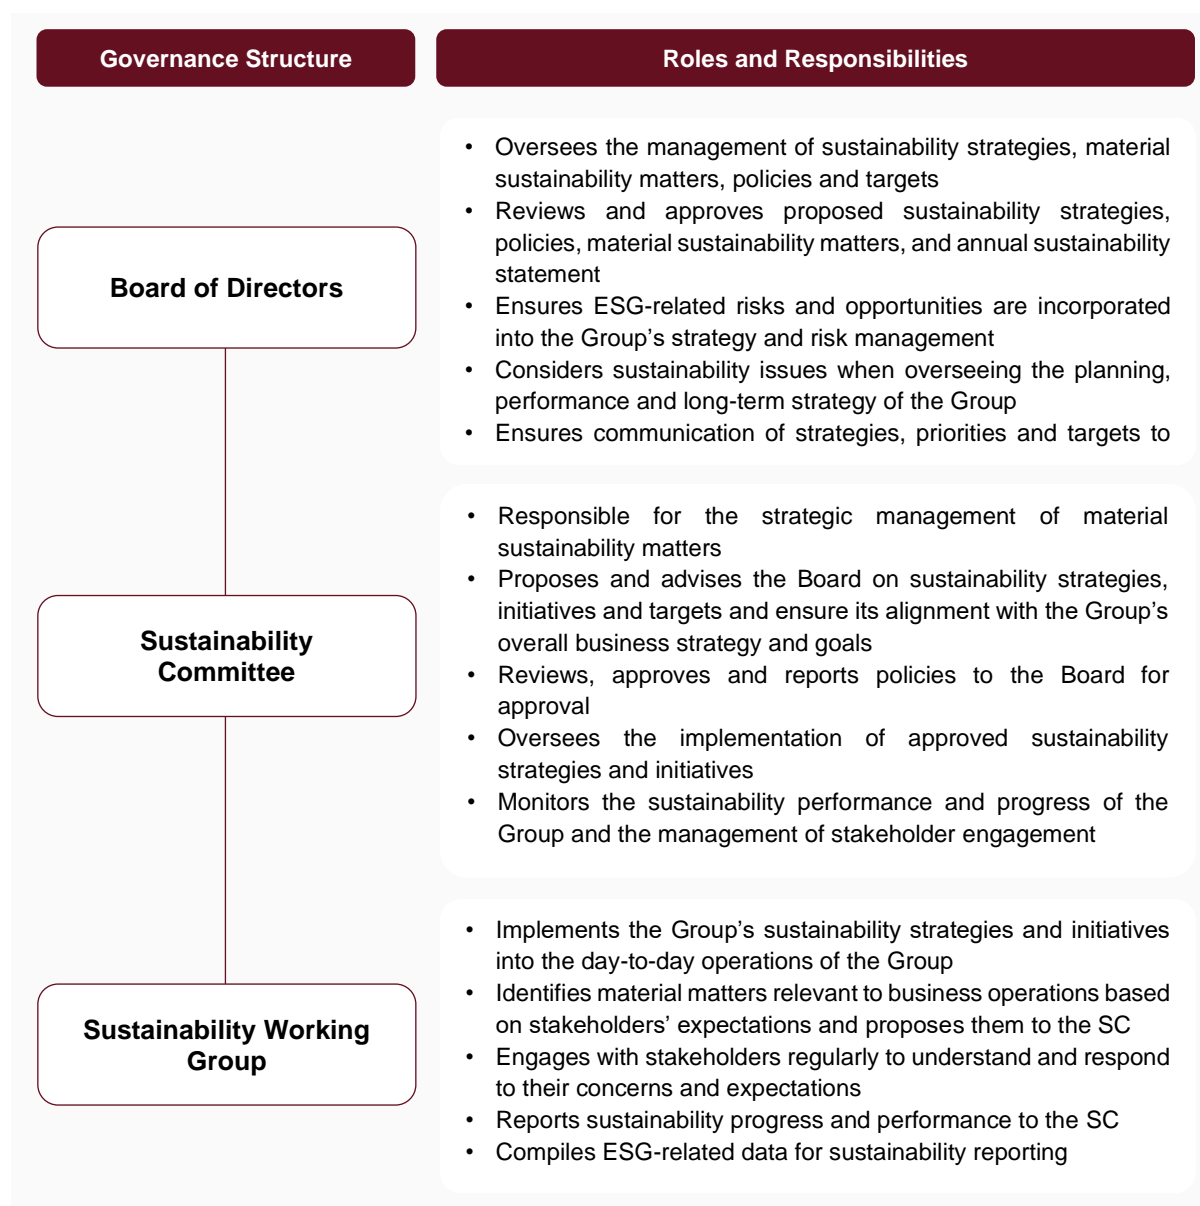 Governance Structure
Roles and Responsibilities
Board of Directors
• Oversees the management of sustainability strategies, material
sustainability matters, policies and targets
• Reviews and approves proposed sustainability strategies,
policies, material sustainability matters, and annual sustainability
statement
• Ensures ESG-related risks and opportunities are incorporated
into the Group’s strategy and risk management
• Considers sustainability issues when overseeing the planning,
performance and long-term strategy of the Group
• Ensures communication of strategies, priorities and targets to
Sustainability
Committee
• Responsible for the strategic management of material
sustainability matters
• Proposes and advises the Board on sustainability strategies,
initiatives and targets and ensure its alignment with the Group’s
overall business strategy and goals
• Reviews, approves and reports policies to the Board for
approval
• Oversees the implementation of approved sustainability
strategies and initiatives
• Monitors the sustainability performance and progress of the
Group and the management of stakeholder engagement
Sustainability Working
Group
• Implements the Group’s sustainability strategies and initiatives
into the day-to-day operations of the Group
• Identifies material matters relevant to business operations based
on stakeholders’ expectations and proposes them to the SC
• Engages with stakeholders regularly to understand and respond
to their concerns and expectations
• Reports sustainability progress and performance to the SC
• Compiles ESG-related data for sustainability reporting